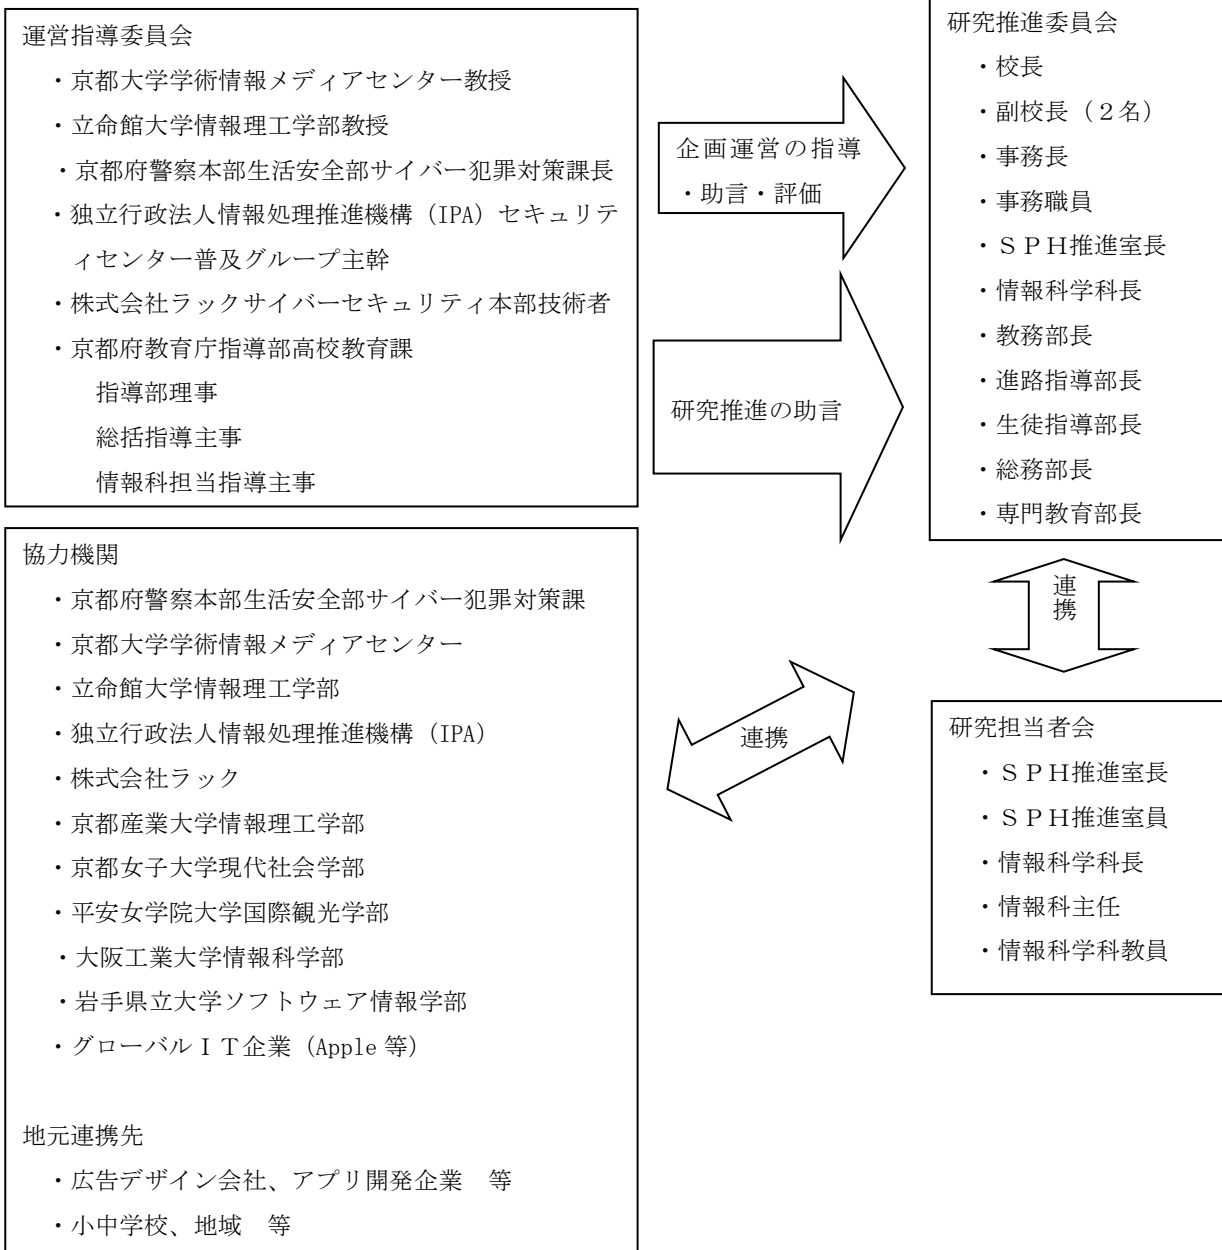 運営指導委員会
・京都大学学術情報メディアセンター教授
・立命館大学情報理工学部教授
・京都府警察本部生活安全部サイバー犯罪対策課長
・独立行政法人情報処理推進機構（IPA）セキュリテ
ィセンター普及グループ主幹
・株式会社ラックサイバーセキュリティ本部技術者
・京都府教育庁指導部高校教育課
指導部理事
総括指導主事
情報科担当指導主事
企画運営の指導
・助言・評価
研究推進の助言
研究推進委員会
・校長
・副校長（２名）
・事務長
・事務職員
・ＳＰＨ推進室長
・情報科学科長
・教務部長
・進路指導部長
・生徒指導部長
・総務部長
・専門教育部長
連携
協力機関
・京都府警察本部生活安全部サイバー犯罪対策課
・京都大学学術情報メディアセンター
・立命館大学情報理工学部
・独立行政法人情報処理推進機構（IPA）
・株式会社ラック
・京都産業大学情報理工学部
・京都女子大学現代社会学部
・平安女学院大学国際観光学部
・大阪工業大学情報科学部
・岩手県立大学ソフトウェア情報学部
・グローバルＩＴ企業（Apple 等）
地元連携先
・広告デザイン会社、アプリ開発企業　等
・小中学校、地域　等
連携
研究担当者会
・ＳＰＨ推進室長
・ＳＰＨ推進室員
・情報科学科長
・情報科主任
・情報科学科教員